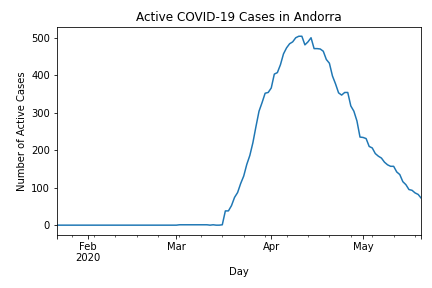 Active COVID-19 Cases in Andorra
Number of Active Cases
500
400
300
200
100
0
Feb
2020
Mar
Apr
May
Day